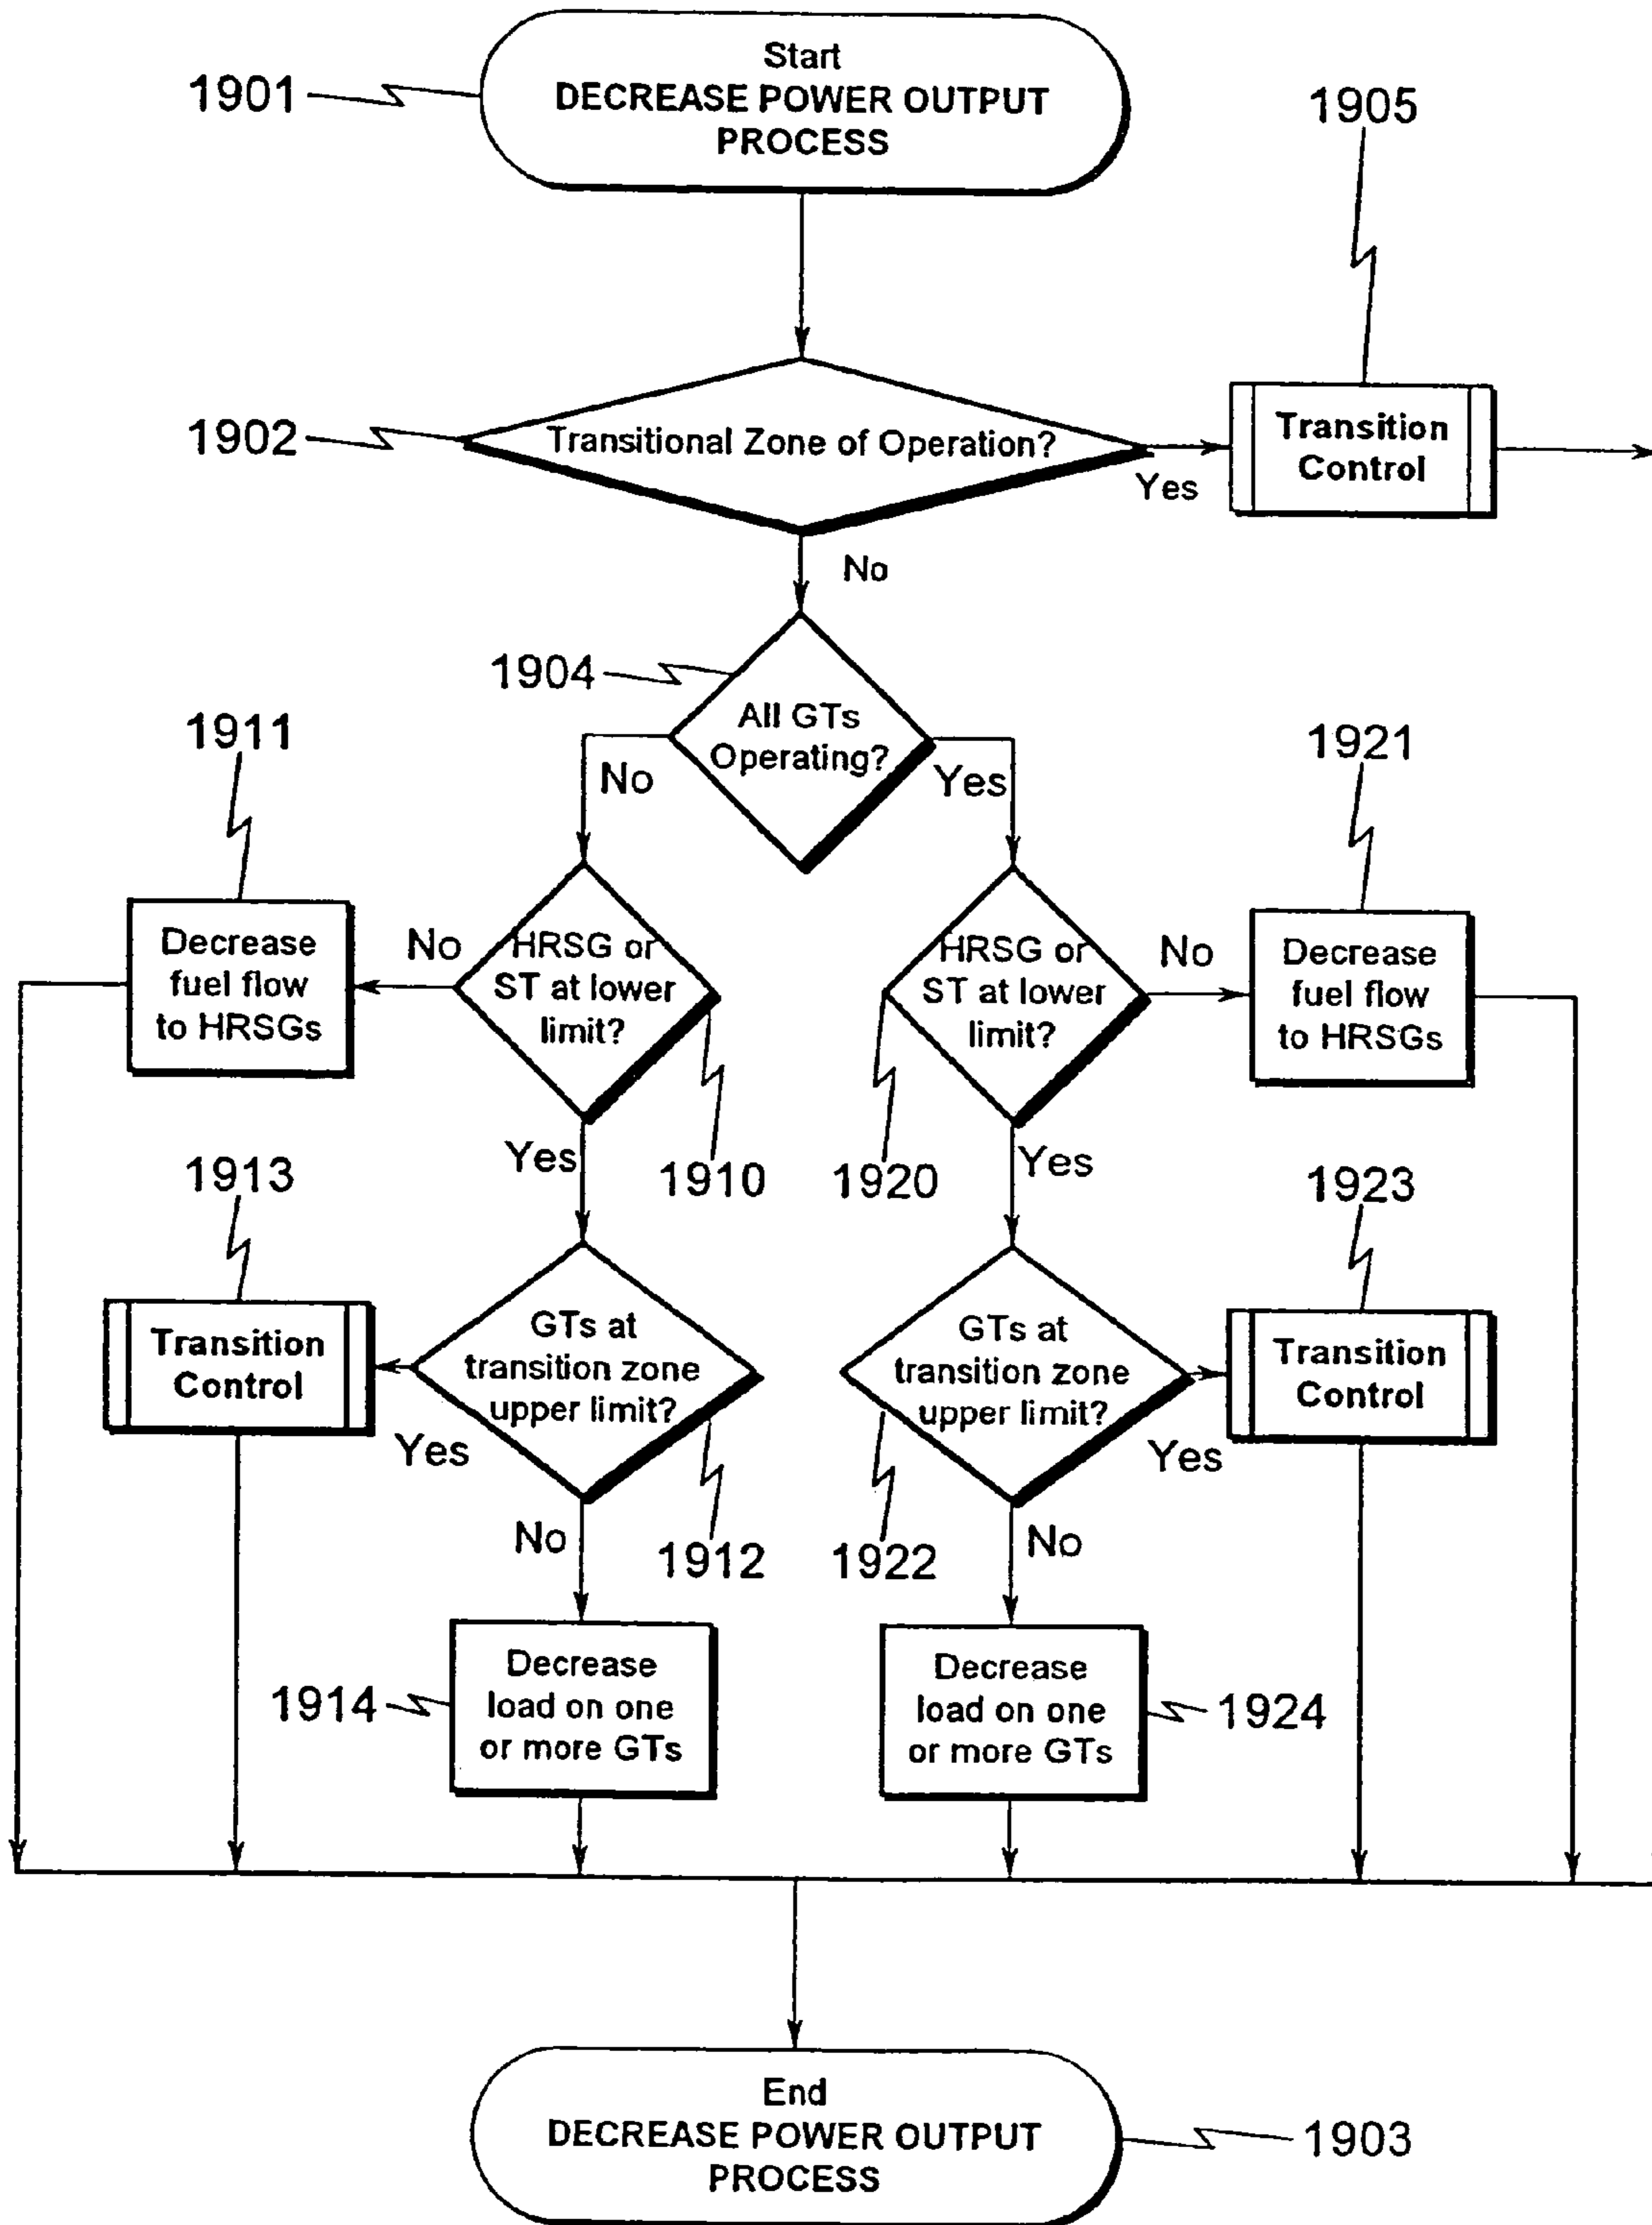 Start
DECREASE POWER OUTPUT
PROCESS
1901
1905
1902
Transitional Zone of Operation?
Yes
Transition
Control
No
1904
All GTs
Operating?
No
Yes
1911
1921
Decrease
fuel flow
to HRSGs
No
HRSG or
ST at lower
limit?
HRSG or
ST at lower
limit?
No
Decrease
fuel flow
to HRSGs
Yes
1910
1920
Yes
1913
1923
Transition
Control
Yes
GTs at
transition zone
upper limit?
GTs at
transition zone
upper limit?
Yes
Transition
Control
No
1912
1922
No
1914
Decrease
load on one
or more GTs
Decrease
load on one
or more GTs
1924
End
DECREASE POWER OUTPUT
PROCESS
1903